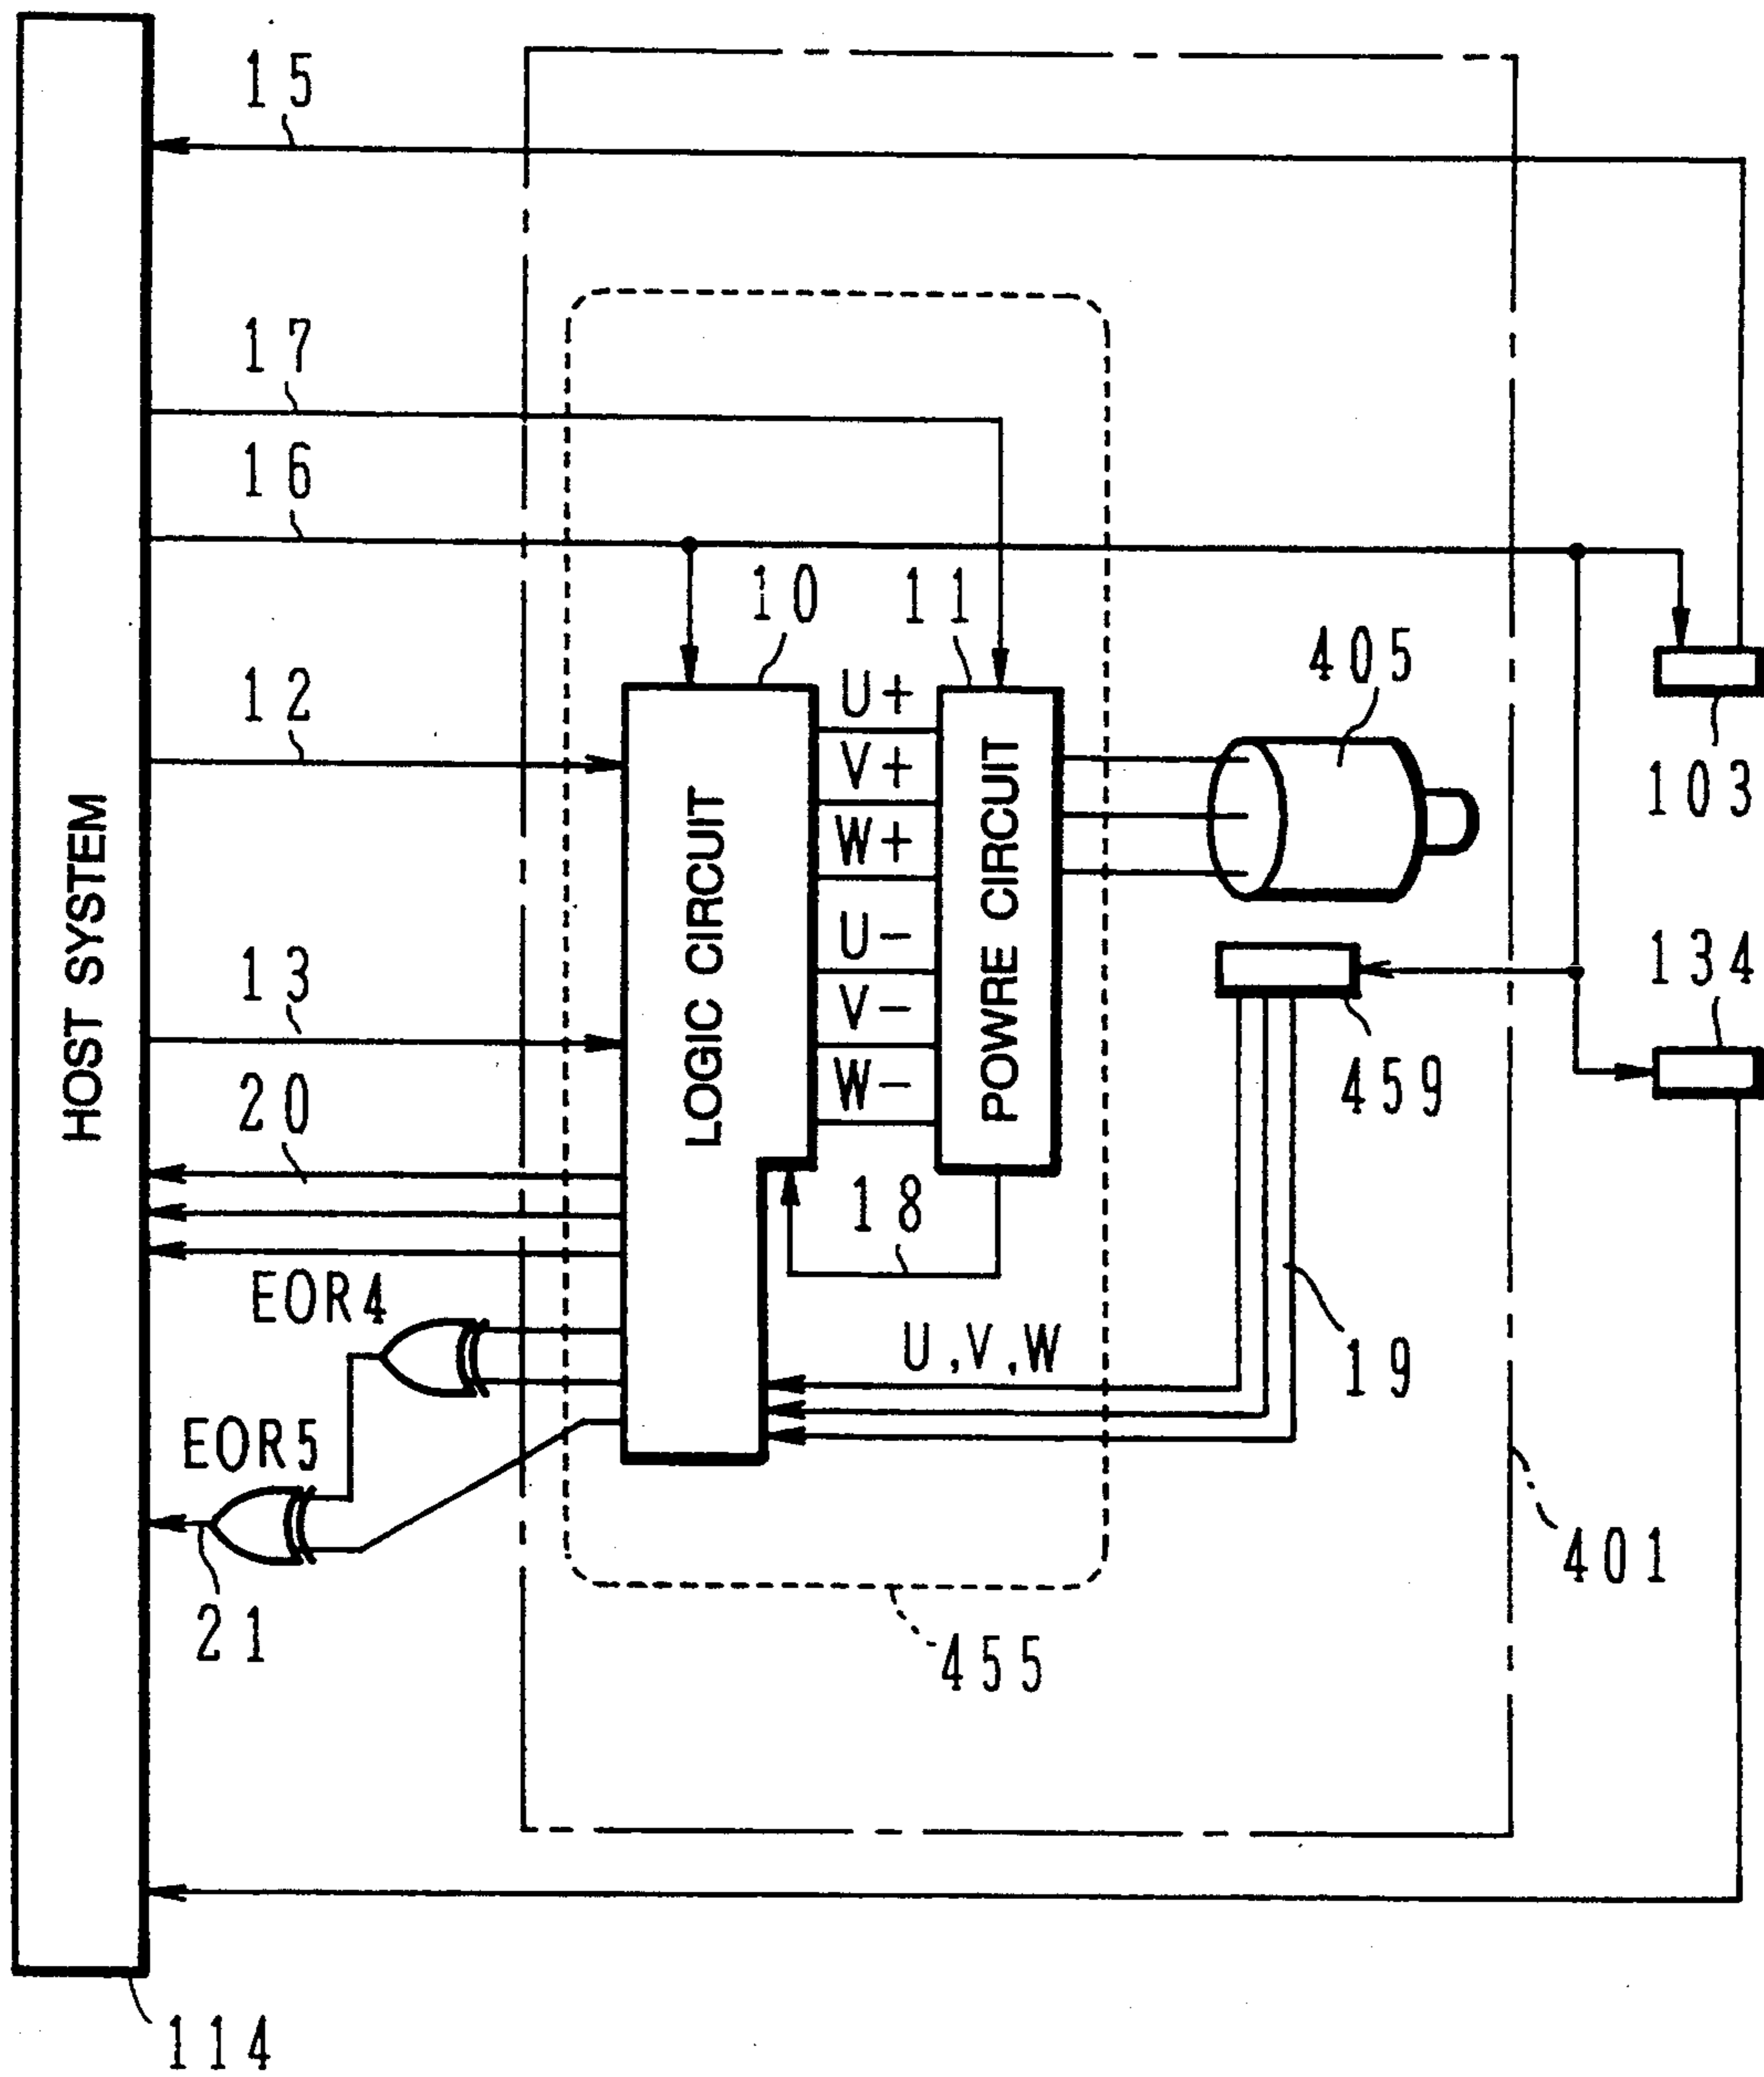 15
17
16
10
11
405
12
U+
V+
103
W+
HOST SYSTEM
LOGIC CIRCUIT
POWRE CIRCUIT
U-
134
13
V-
W-
459
20
18
EOR4
U,V,W
19
EOR5
401
21
455
114